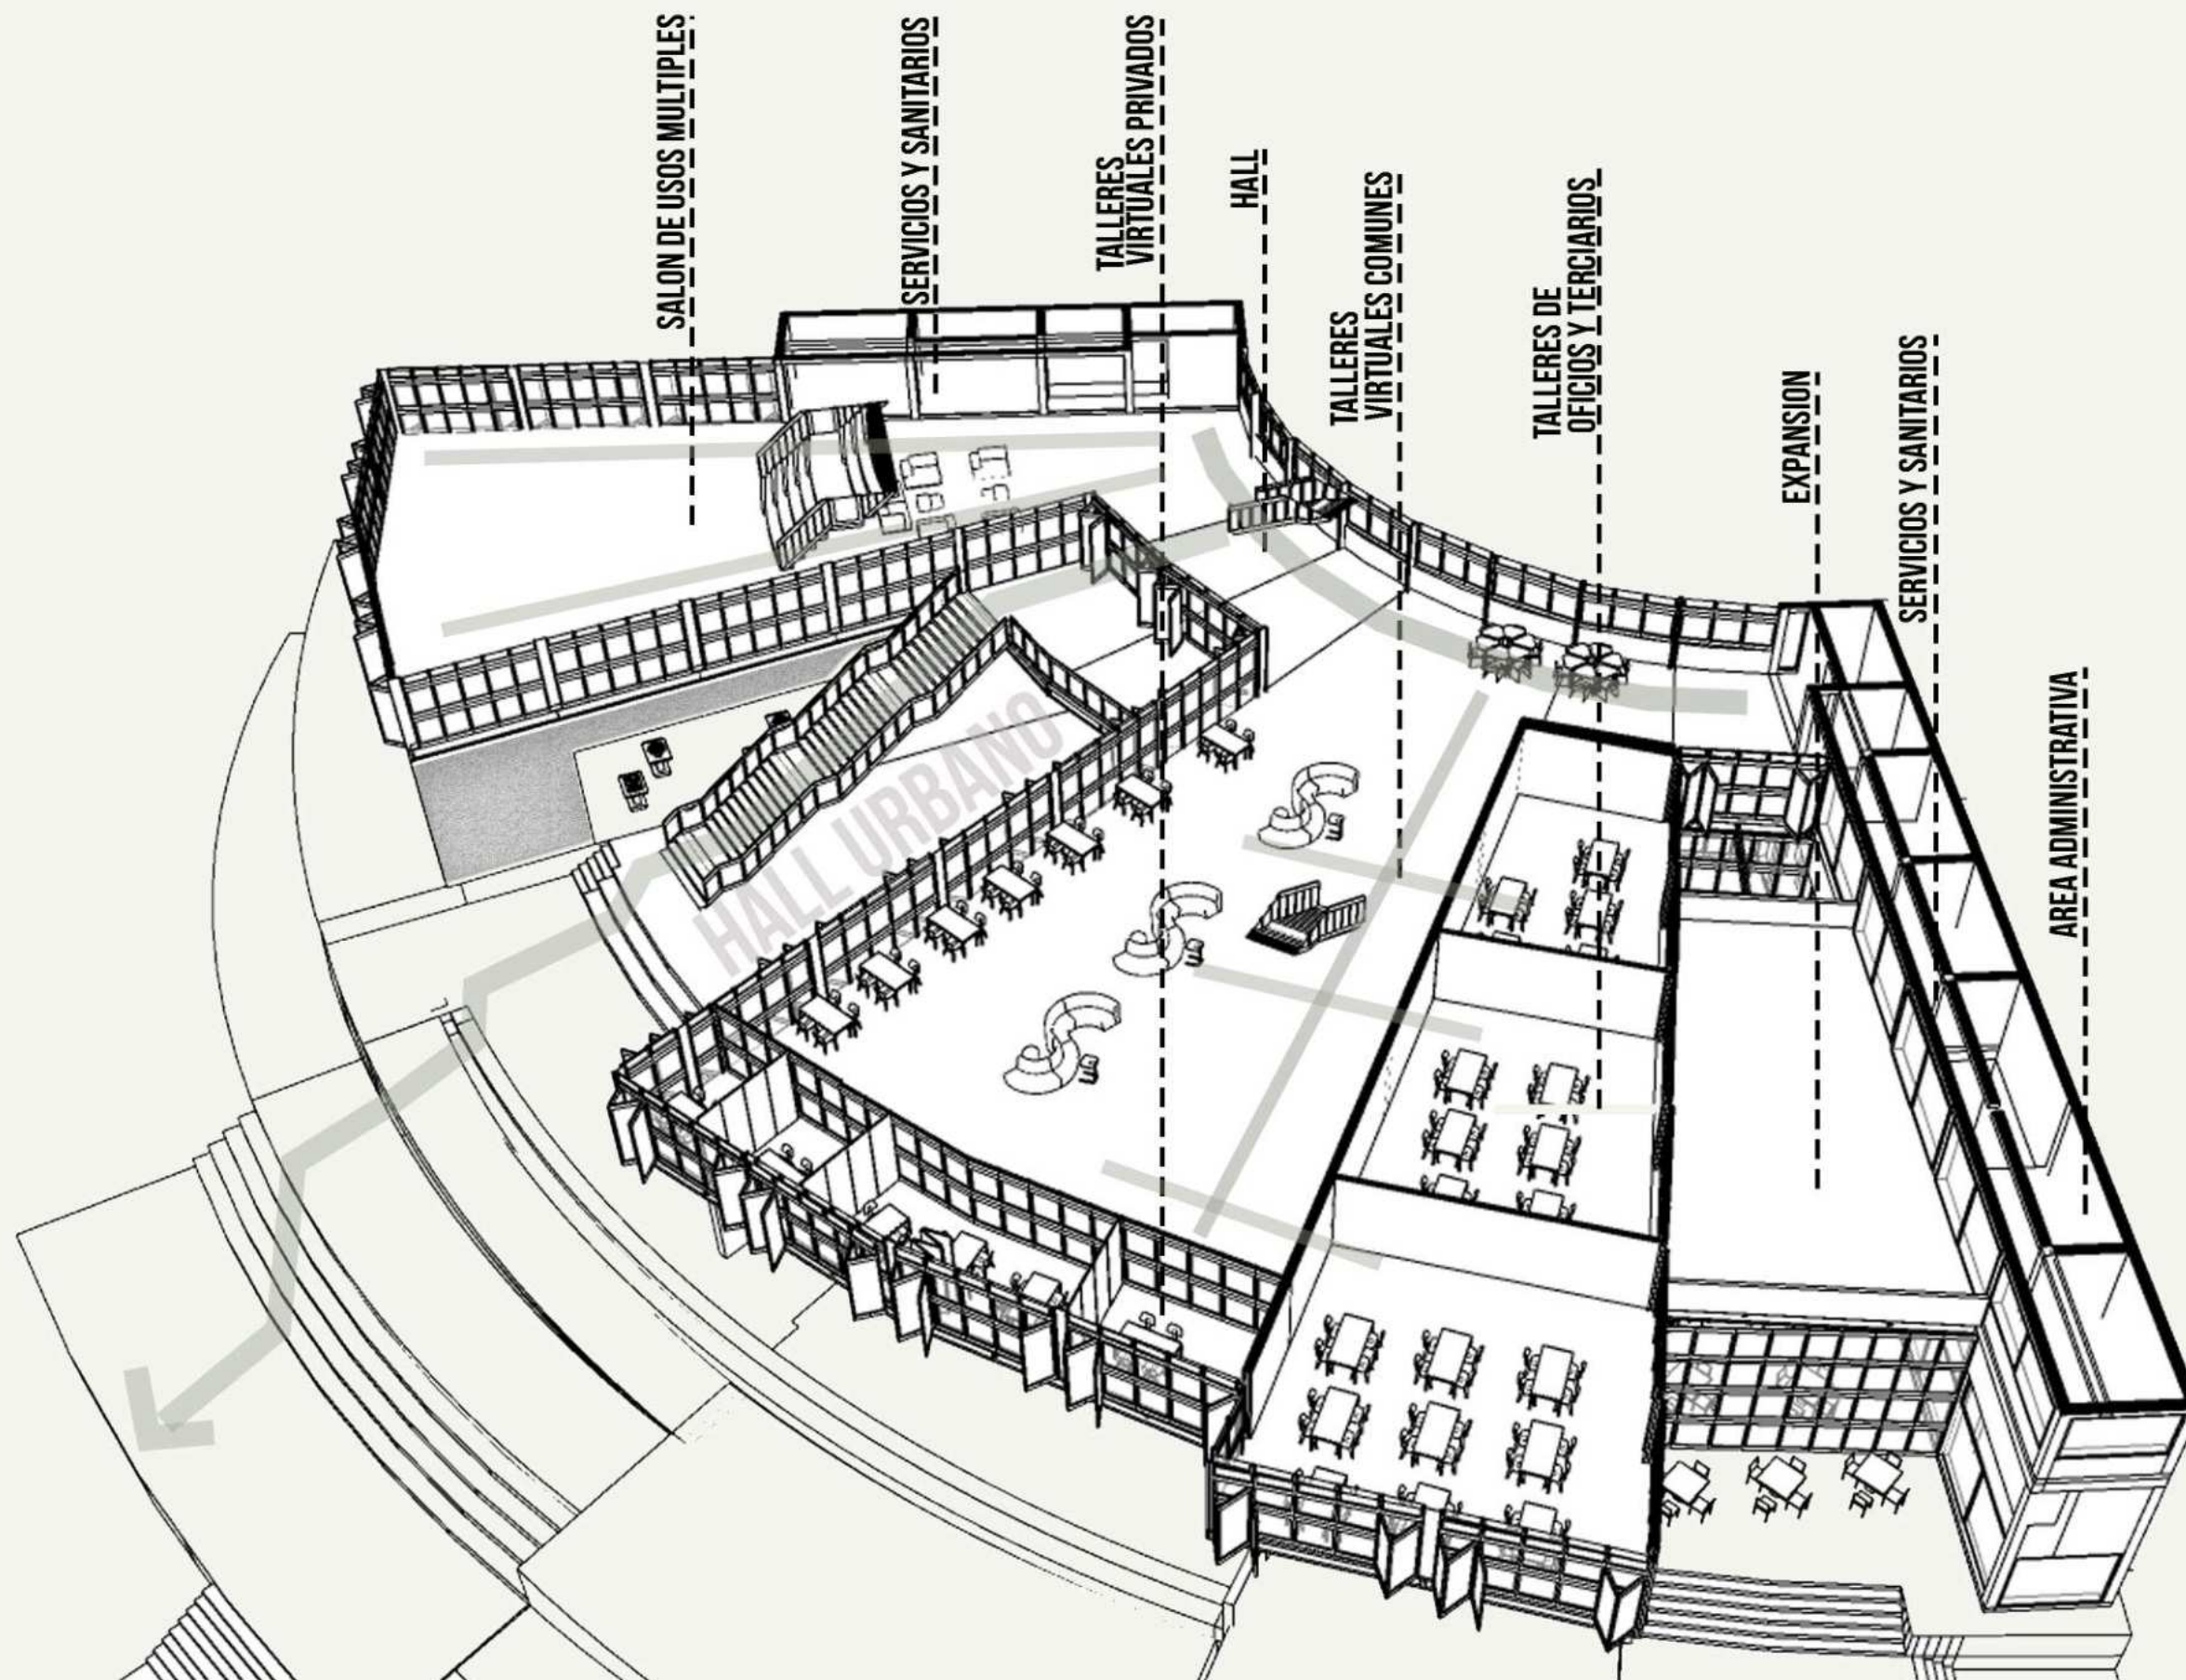 SALON DE USOS MULTIPLES
SERVICIOS Y SANITARIOS
TALLERES
VIRTUALES PRIVADOS
HALL
TALLERES
VIRTUALES COMUNES
TALLERES DE
OFICIOS Y TERCIARIOS
EXPANSION
SERVICIOS Y SANITARIOS
AREA ADMINISTRATIVA
HALL URBANO